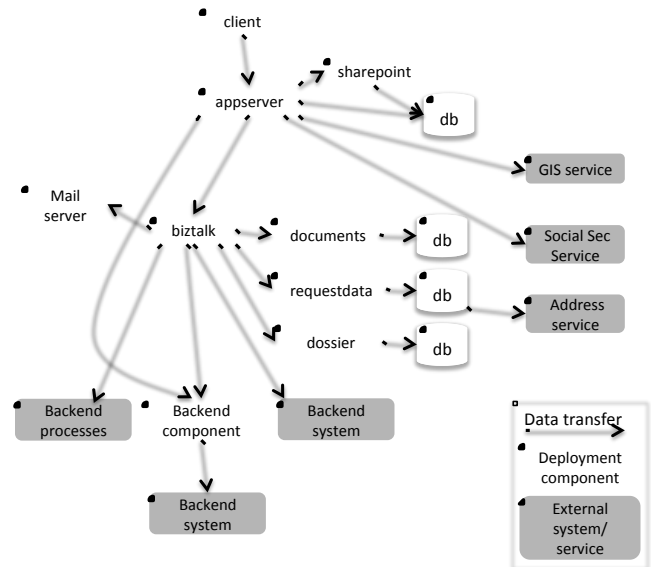 client
sharepoint
appserver
db
GIS service
Mail
server
biztalk
documents
db
Social Sec
Service
requestdata
db
Address
service
dossier
db
Backend
processes
Backend
component
Backend
system
Backend
system
Data transfer
Deployment
component
External
system/
service